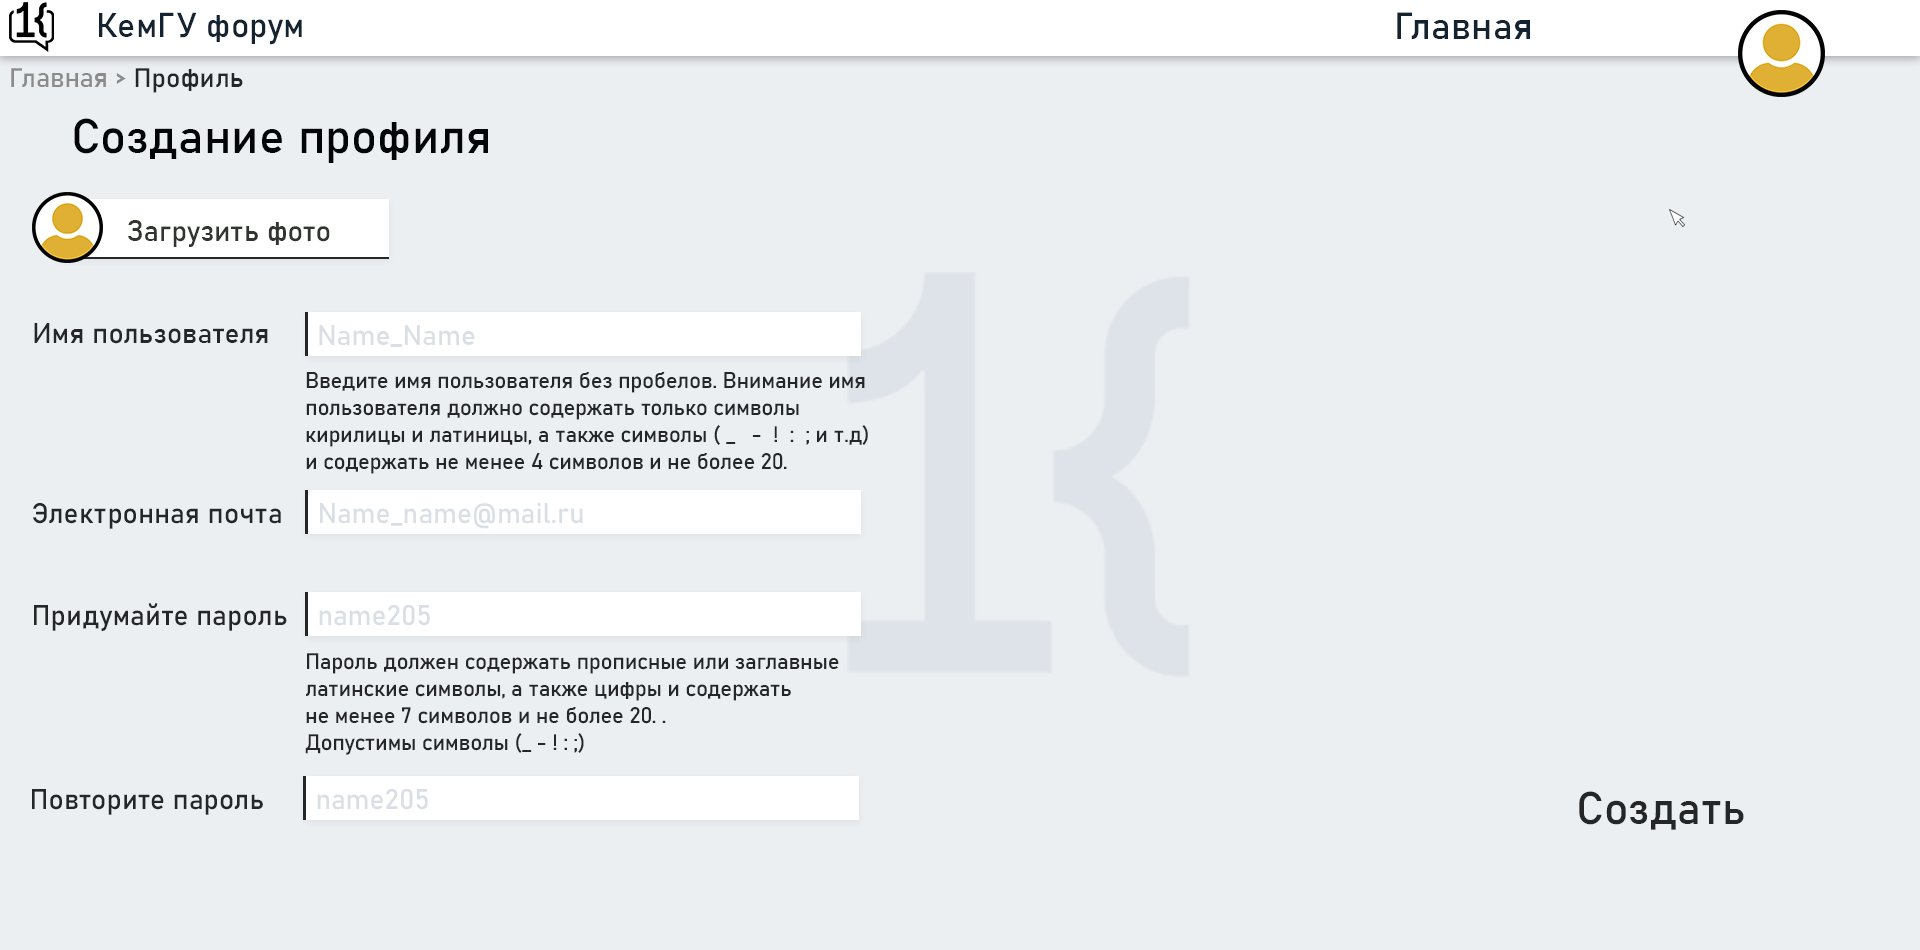 1{
КемГУ форум
Главная
Главная > Профиль
Создание профиля
Загрузить фото
Имя пользователя
Name_Name
Введите имя пользователя без пробелов. Внимание имя
пользователя должно содержать только символы
кирилицы и латиницы, а также символы ( _ - ! : ; и т.д)
и содержать не менее 4 символов и не более 20.
Электронная почта
Name_name@mail.ru
Придумайте пароль
name205
Пароль должен содержать прописные или заглавные
латинские символы, а также цифры и содержать
не менее 7 символов и не более 20. .
Допустимы символы (_ - ! : ;)
Повторите пароль
name205
Создать
1{